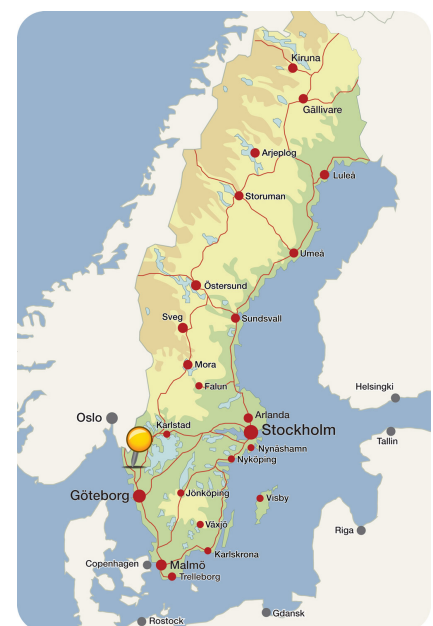 Kiruna
Gällivare
Arjeplog
Luleå
Storuman
Umeå
Östersund
Sveg
Sundsvall
Mora
Falun
Helsingki
Oslo
Arlanda
Karlstad
Stockholm
Tallin
Nynäshamn
Nyköping
Göteborg
Jönköping
Visby
Växjö
Riga
Karlskrona
Copenhagen
Malmö
Trelleborg
Gdansk
Rostock